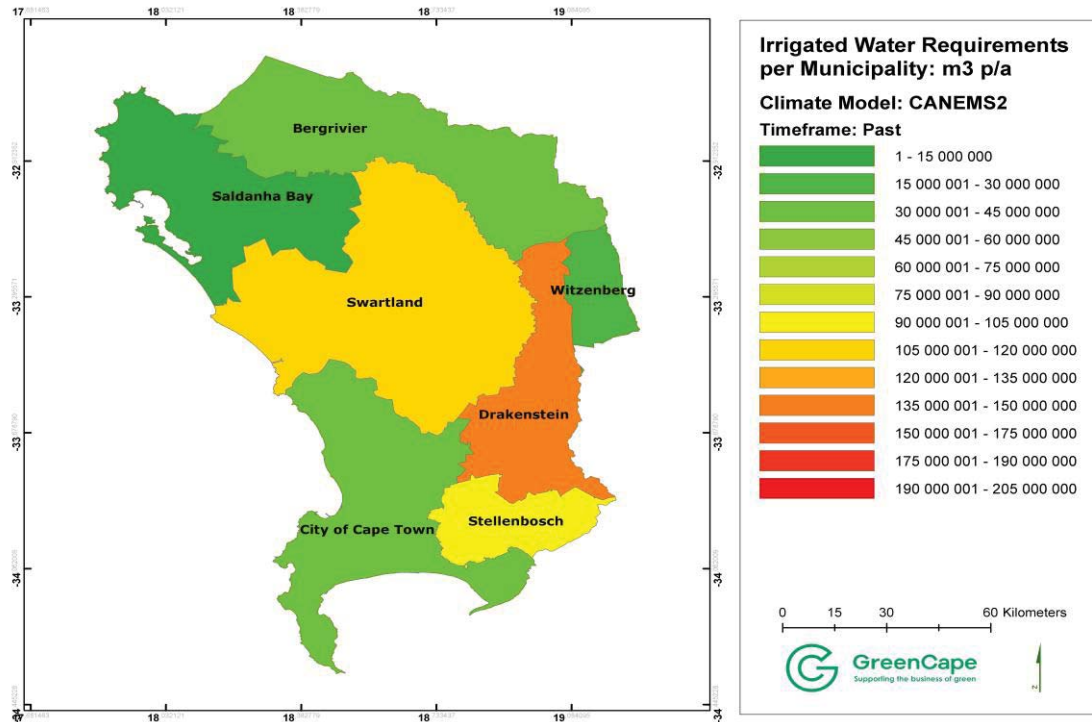 17 18 18 18 19
Bergrivier
-32
Saldanha Bay
Witzenberg
-33
Swartland
Drakenstein
-33
Stellenbosch
City of Cape Town
-34
-34
Irrigated Water Requirements
per Municipality: m3 p/a
Climate Model: CANEMS2
Timeframe: Past
1 - 15 000 000
15 000 001 - 30 000 000
30 000 001 - 45 000 000
45 000 001 - 60 000 000
60 000 001 - 75 000 000
75 000 001 - 90 000 000
90 000 001 - 105 000 000
105 000 001 - 120 000 000
120 000 001 - 135 000 000
135 000 001 - 150 000 000
150 000 001 - 175 000 000
175 000 001 - 190 000 000
190 000 001 - 205 000 000
0 15 30 60 Kilometers
GreenCape
Supporting the business of green
N